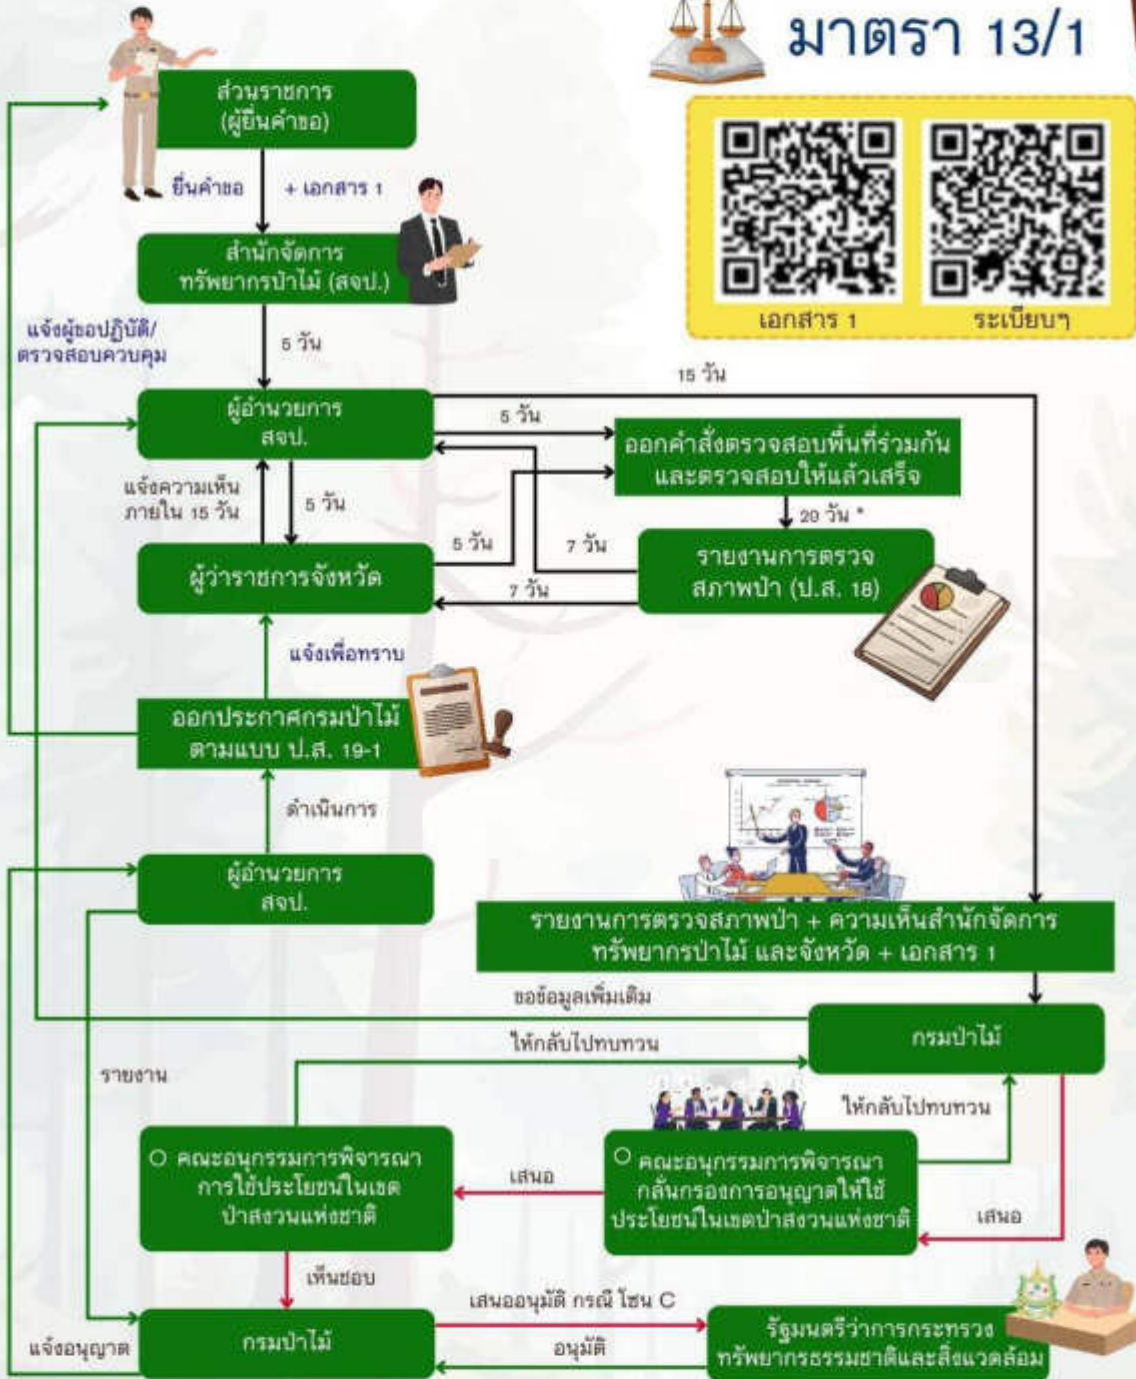 มาตรา 13/1
ส่วนราชการ
(ผู้ยื่นคำขอ)
ยื่นคำขอ
+ เอกสาร 1
สำนักจัดการ
ทรัพยากรป่าไม้ (สจป.)
เอกสาร 1
ระเบียบฯ
แจ้งผู้ขอปฏิบัติ/
ตรวจสอบควบคุม
5 วัน
15 วัน
ผู้อำนวยการ
สจป.
5 วัน
ออกคำสั่งตรวจสอบพื้นที่ร่วมกัน
และตรวจสอบให้แล้วเสร็จ
แจ้งความเห็น
ภายใน 15 วัน
5 วัน
20 วัน *
5 วัน
7 วัน
ผู้ว่าราชการจังหวัด
รายงานการตรวจ
สภาพป่า (ป.ส. 18)
7 วัน
แจ้งเพื่อทราบ
ออกประกาศกรมป่าไม้
ตามแบบ ป.ส. 19-1
ดำเนินการ
ผู้อำนวยการ
สจป.
รายงานการตรวจสภาพป่า + ความเห็นสำนักจัดการ
ทรัพยากรป่าไม้ และจังหวัด + เอกสาร 1
ขอข้อมูลเพิ่มเติม
ให้กลับไปทบทวน
กรมป่าไม้
รายงาน
ให้กลับไปทบทวน
คณะอนุกรรมการพิจารณา
การใช้ประโยชน์ในเขต
ป่าสงวนแห่งชาติ
เสนอ
คณะอนุกรรมการพิจารณา
กลั่นกรองการอนุญาตให้ใช้
ประโยชน์ในเขตป่าสงวนแห่งชาติ
เสนอ
เห็นชอบ
เสนออนุมัติ กรณี โซน C
กรมป่าไม้
แจ้งอนุญาต
อนุมัติ
รัฐมนตรีว่าการกระทรวง
ทรัพยากรธรรมชาติและสิ่งแวดล้อม